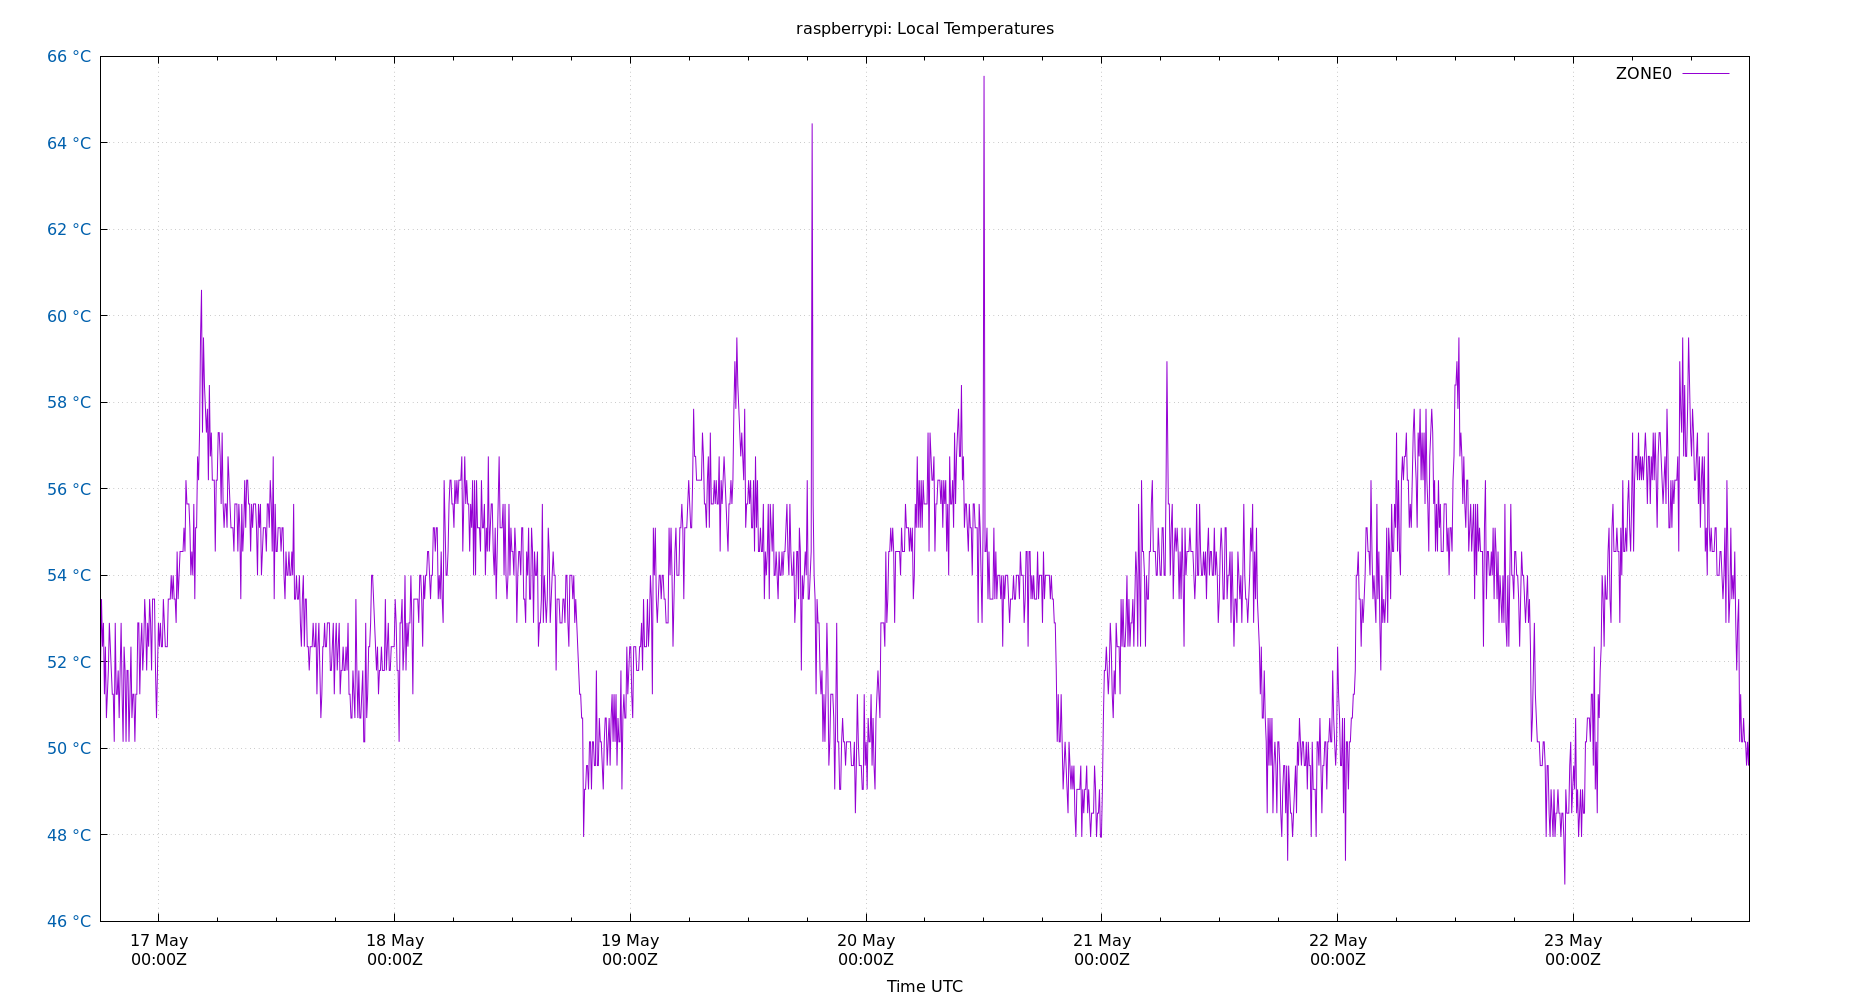 raspberrypi: Local Temperatures
66 °C
ZONE0
64 °C
62 °C
60 °C
58 °C
56 °C
54 °C
52 °C
50 °C
48 °C
46 °C
17 May 18 May 19 May 20 May 21 May 22 May 23 May
00:00Z 00:00Z 00:00Z 00:00Z 00:00Z 00:00Z 00:00Z
Time UTC